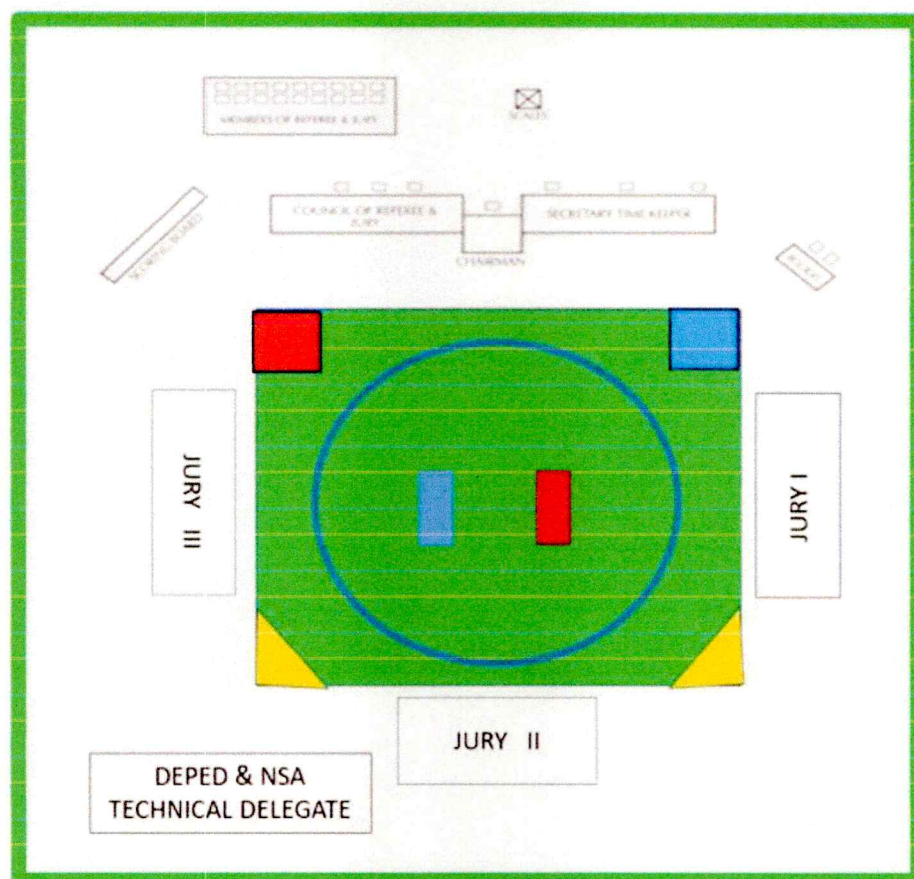 MEMBERS OF REFEREE & JURY
SCALES
COUNCIL OF REFEREE &
JURY
SECRETARY TIME KEEPER
CHAIRMAN
SCORING BOARD
JURY III
JURY I
JURY II
DEPED & NSA
TECHNICAL DELEGATE